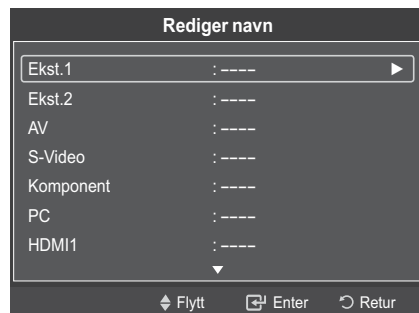 Rediger navn
Ekst.1 : ---- ►
Ekst.2 : ----
AV : ----
S-Video : ----
Komponent : ----
PC : ----
HDMI1 : ----
▼
Flytt Enter Retur